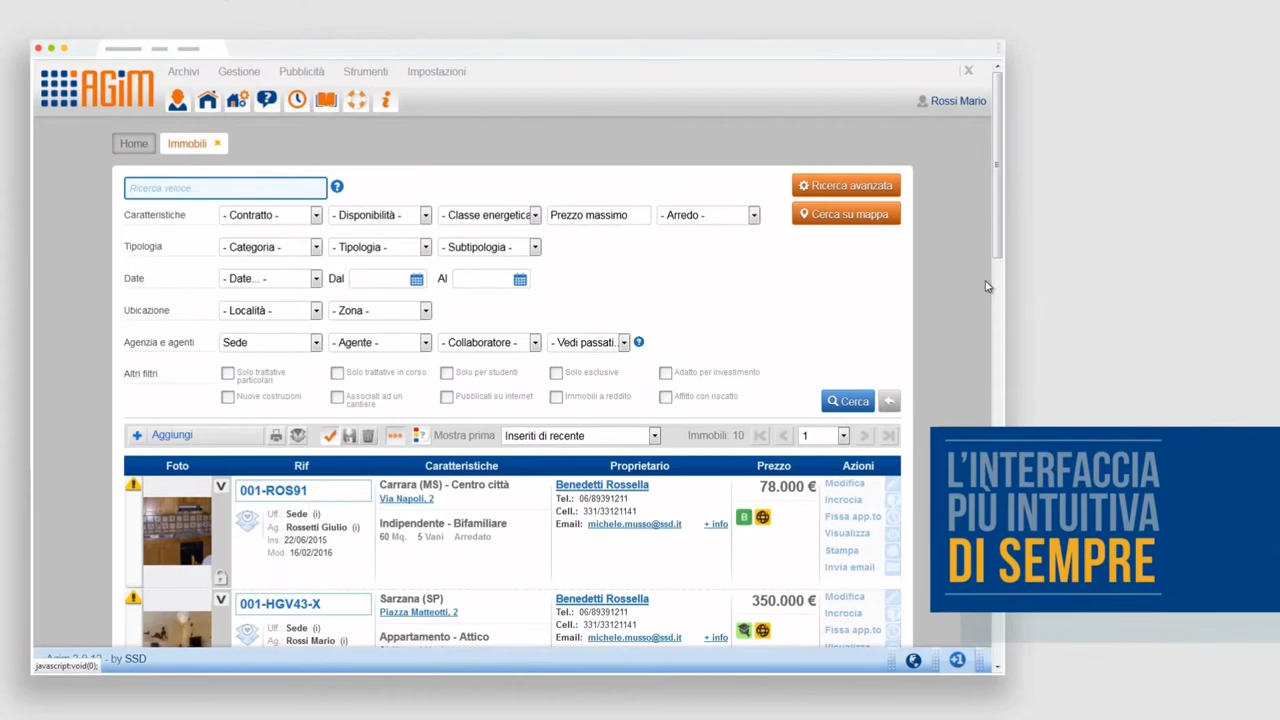 AGIM
Archivi Gestione Pubblicità Strumenti Impostazioni
Rossi Mario
Home Immobili
Ricerca veloce...
Ricerca avanzata
Caratteristiche - Contratto - - Disponibilità - - Classe energetica Prezzo massimo - Arredo -
Cerca su mappa
Tipologia - Categoria - - Tipologia - - Subtipologia -
Date - Date... - Dal Al
Ubicazione - Località - - Zona -
Agenzia e agenti Sede - Agente - - Collaboratore - - Vedi passati..
Altri filtri Solo trattative particolari Solo trattative in corso Solo per studenti Solo esclusive Adatto per investimento
Nuove costruzioni Associati ad un cantiere Pubblicati su internet Immobili a reddito Affitto con riscatto
Cerca
Aggiungi Mostra prima Inseriti di recente Immobili: 10 1
Foto Rif Caratteristiche Proprietario Prezzo Azioni
001-ROS91 Carrara (MS) - Centro città Benedetti Rossella 78.000 € Modifica
Via Napoli, 2 Tel.: 06/89391211 Incrocia
Uff. Sede (i) Cell.: 331/33121141 Fissa app.to
Ag. Rossetti Giulio (i) Indipendente - Bifamiliare Email: michele.musso@ssd.it + info B Visualizza
Ins. 22/06/2015 60 Mq. 5 Vani Arredato
Mod. 16/02/2016 Stampa
Invia email
001-HGV43-X Sarzana (SP) Benedetti Rossella 350.000 € Modifica
Piazza Matteotti, 2 Tel.: 06/89391211 Incrocia
Uff. Sede (i) Cell.: 331/33121141 Fissa app.to
Ag. Rossi Mario (i) Appartamento - Attico Email: michele.musso@ssd.it + info
- by SSD
javascript:void(0);
+1
L'INTERFACCIA
PIÙ INTUITIVA
DI SEMPRE